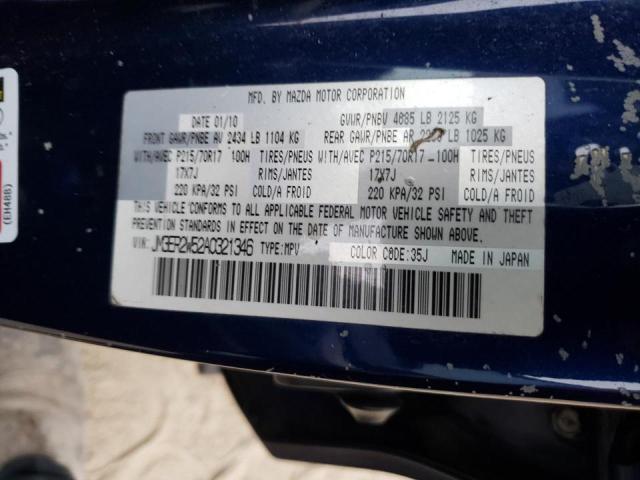 MFD. BY MAZDA MOTOR CORPORATION
DATE 01/10 GVWR/PNBV 4685 LB 2125 KG
FRONT GAWR/PNBE AV 2434 LB 1104 KG REAR GAWR/PNBE AR LB 1025 KG
WITH/AVEC P215/70R17 100H TIRES/PNEUS WITH/AVEC P215/70R17 100H TIRES/PNEUS
17X7J RIMS/JANTES 17X7J RIMS/JANTES
220 KPA/32 PSI COLD/A FROID 220 KPA/32 PSI COLD/A FROID
THIS VEHICLE CONFORMS TO ALL APPLICABLE FEDERAL MOTOR VEHICLE SAFETY AND THEFT PREVENTION
STANDARDS IN EFFECT ON THE DATE OF MANUFACTURE SHOWN ABOVE.
VIN: JM3ER2W52A0321346 TYPE:MPV COLOR CODE:35J MADE IN JAPAN
(EH48B)